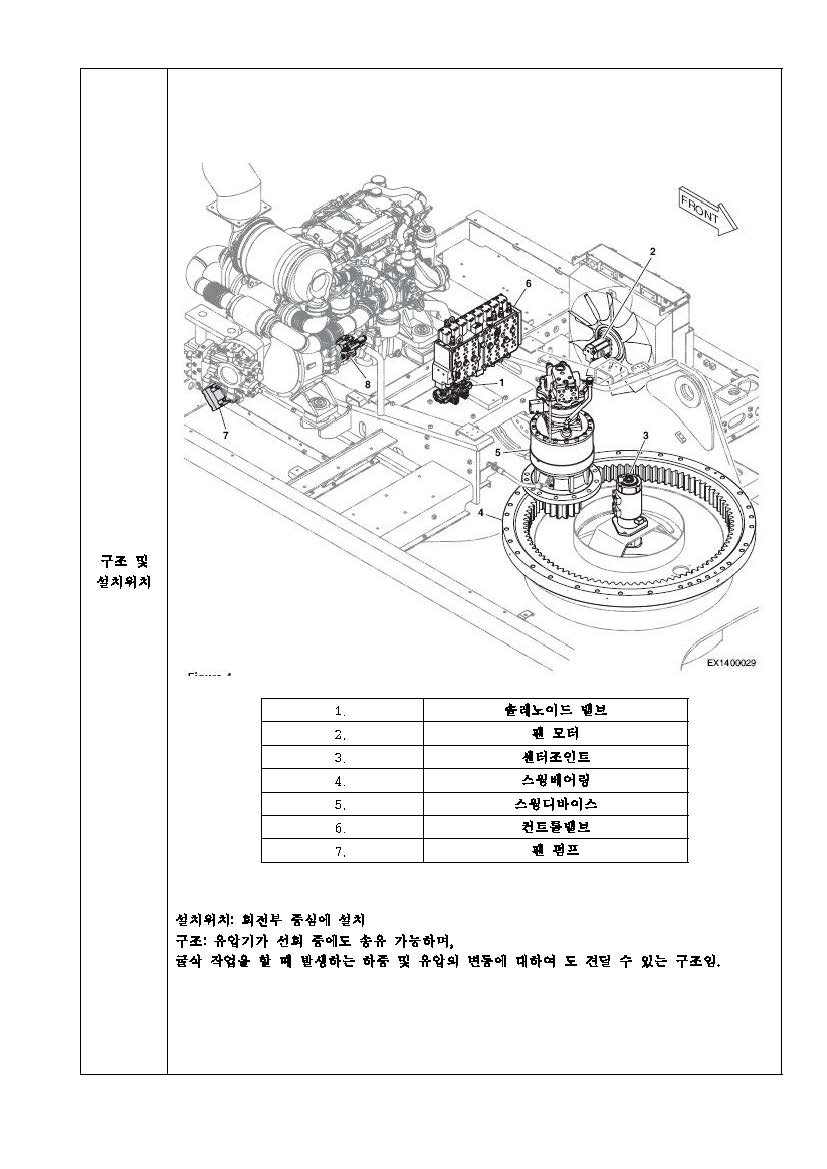 FRONT
2
6
1
8
7
3
5
4
구조 및
설치위치
EX1400029
1. 솔레노이드 밸브
2. 팬 모터
3. 센터조인트
4. 스윙베어링
5. 스윙디바이스
6. 컨트롤밸브
7. 팬 펌프
설치위치: 회전부 중심에 설치
구조: 유압기가 선회 중에도 송유 가능하며,
굴삭 작업을 할 때 발생하는 하중 및 유압의 변동에 대하여 도 견딜 수 있는 구조임.